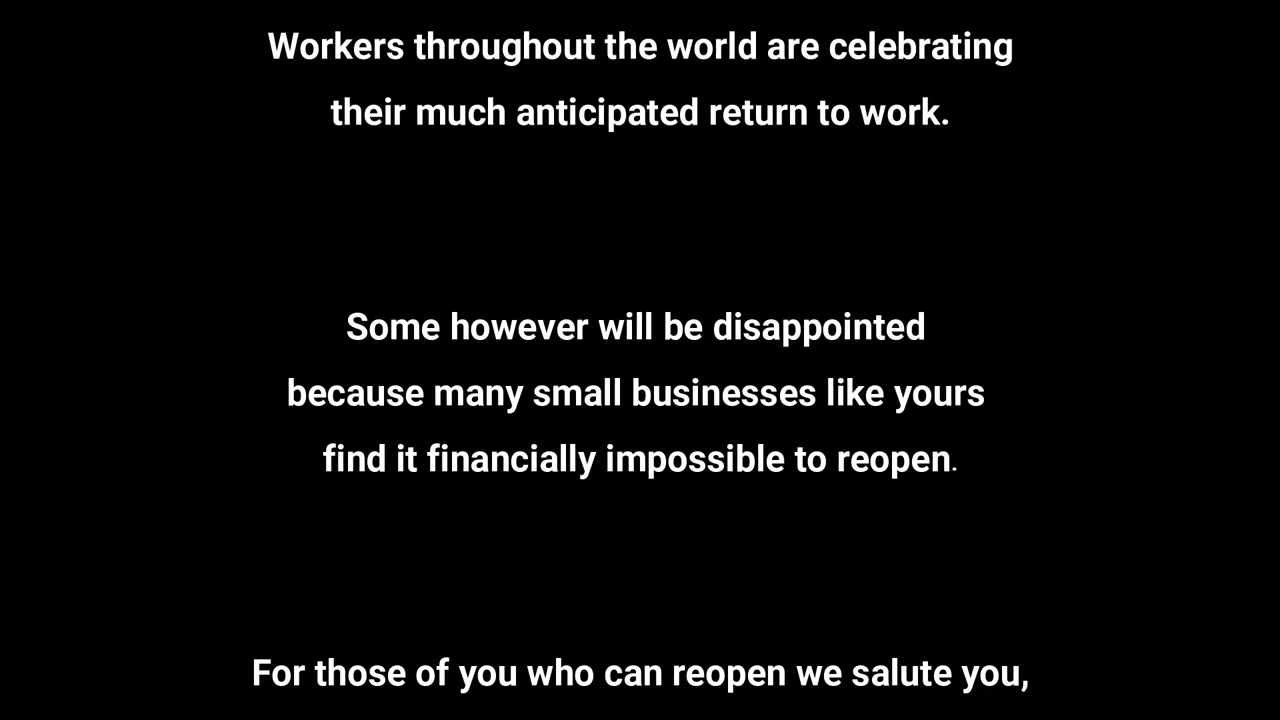 Workers throughout the world are celebrating
their much anticipated return to work.
Some however will be disappointed
because many small businesses like yours
find it financially impossible to reopen.
For those of you who can reopen we salute you,